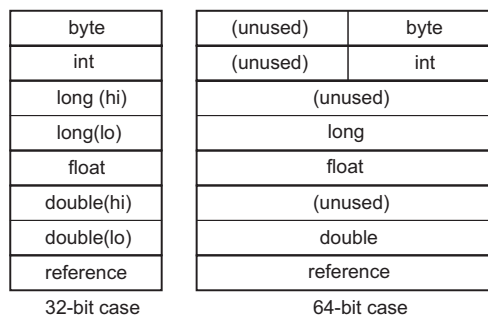 byte
int
long (hi)
long(lo)
float
double(hi)
double(lo)
reference
32-bit case
(unused) byte
(unused) int
(unused)
long
float
(unused)
double
reference
64-bit case